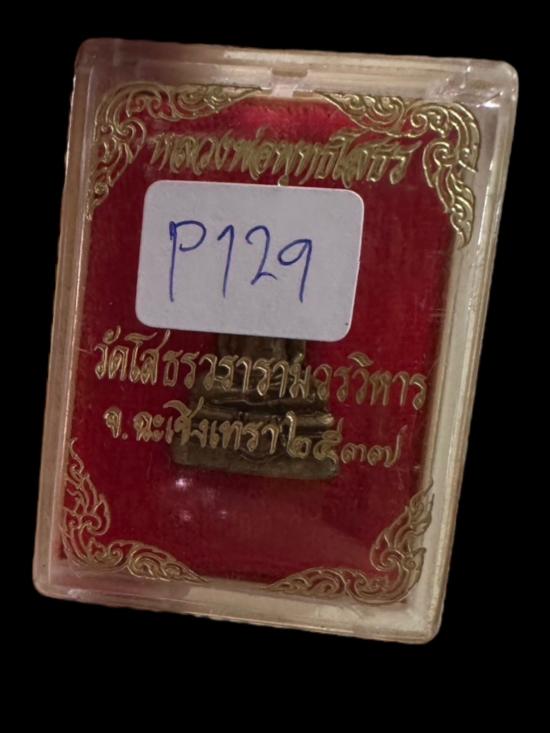 หลวงพ่อพุทธโสธร
P129
วัดโสธรวรารามวรวิหาร
จ.ฉะเชิงเทรา ๒๕๓๗